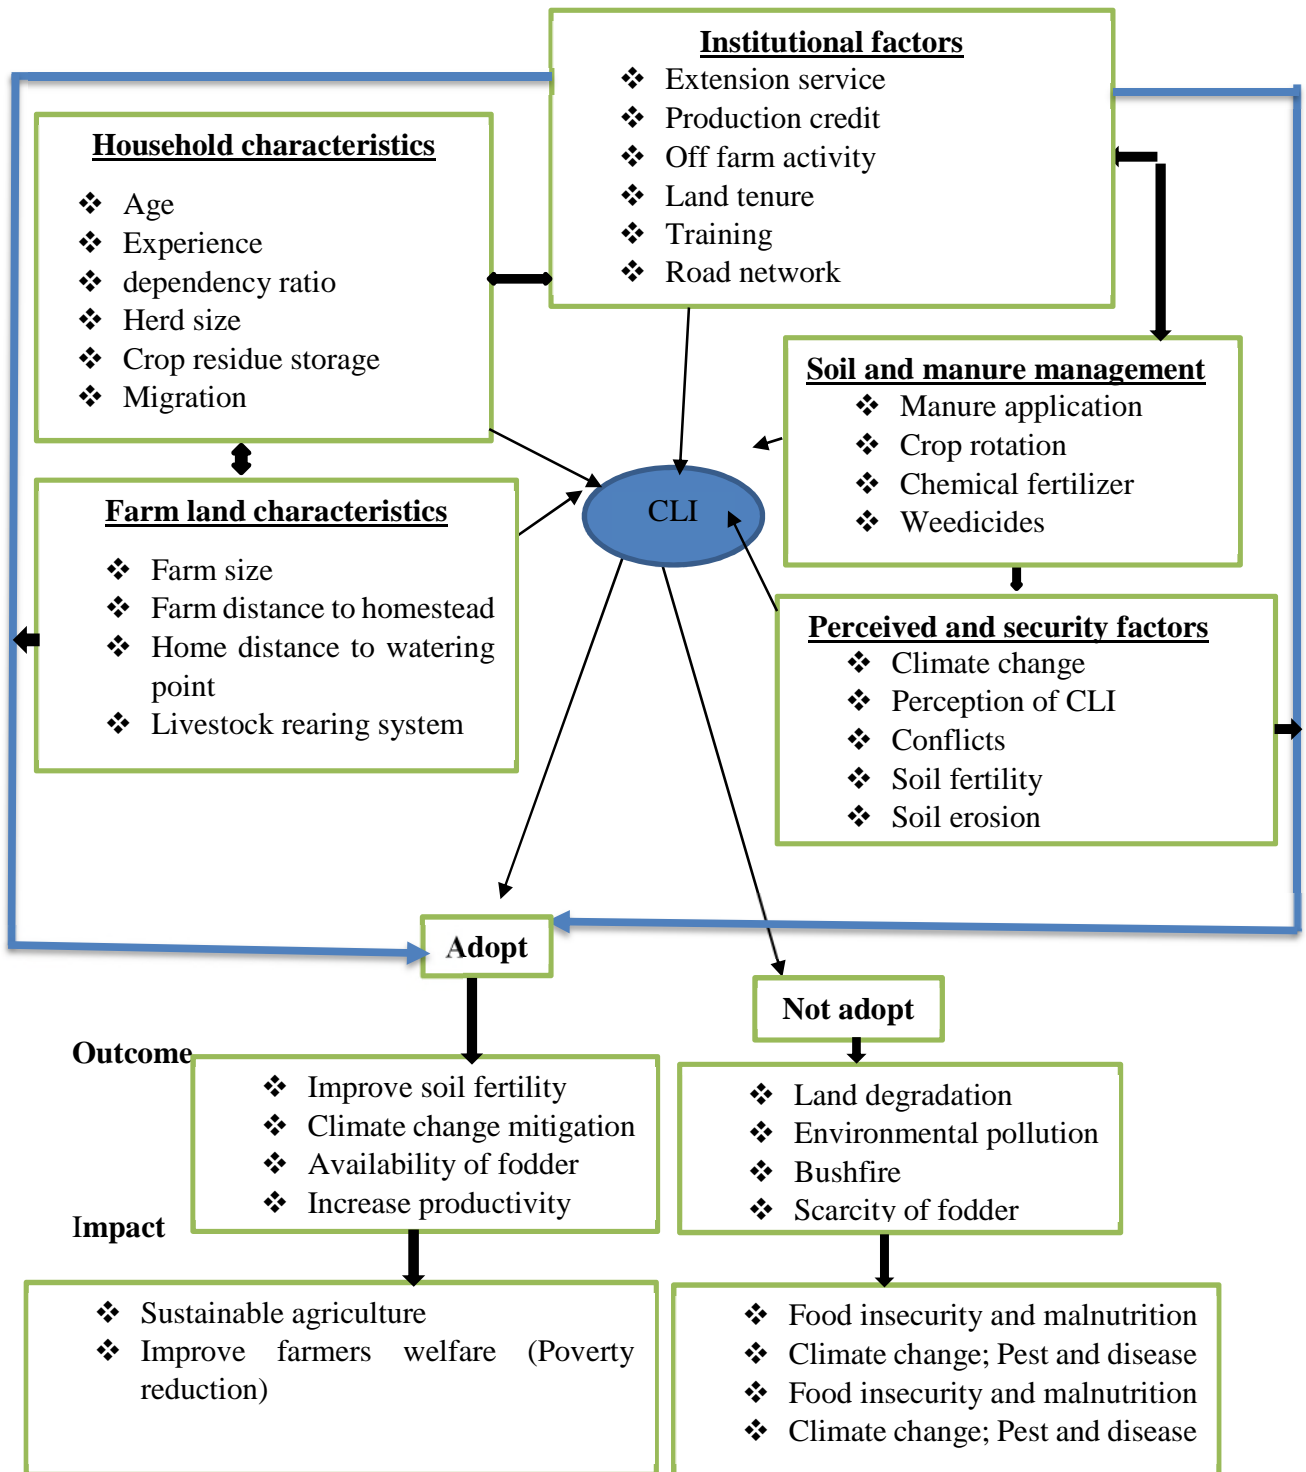 Institutional factors
❖ Extension service
❖ Production credit
❖ Off farm activity
❖ Land tenure
❖ Training
❖ Road network
Household characteristics
❖ Age
❖ Experience
❖ dependency ratio
❖ Herd size
❖ Crop residue storage
❖ Migration
Soil and manure management
❖ Manure application
❖ Crop rotation
❖ Chemical fertilizer
❖ Weedicides
Farm land characteristics
❖ Farm size
❖ Farm distance to homestead
❖ Home distance to watering
point
❖ Livestock rearing system
CLI
Perceived and security factors
❖ Climate change
❖ Perception of CLI
❖ Conflicts
❖ Soil fertility
❖ Soil erosion
Adopt
Not adopt
Outcome
❖ Improve soil fertility
❖ Climate change mitigation
❖ Availability of fodder
❖ Increase productivity
❖ Land degradation
❖ Environmental pollution
❖ Bushfire
❖ Scarcity of fodder
Impact
❖ Sustainable agriculture
❖ Improve farmers welfare (Poverty
reduction)
❖ Food insecurity and malnutrition
❖ Climate change; Pest and disease
❖ Food insecurity and malnutrition
❖ Climate change; Pest and disease